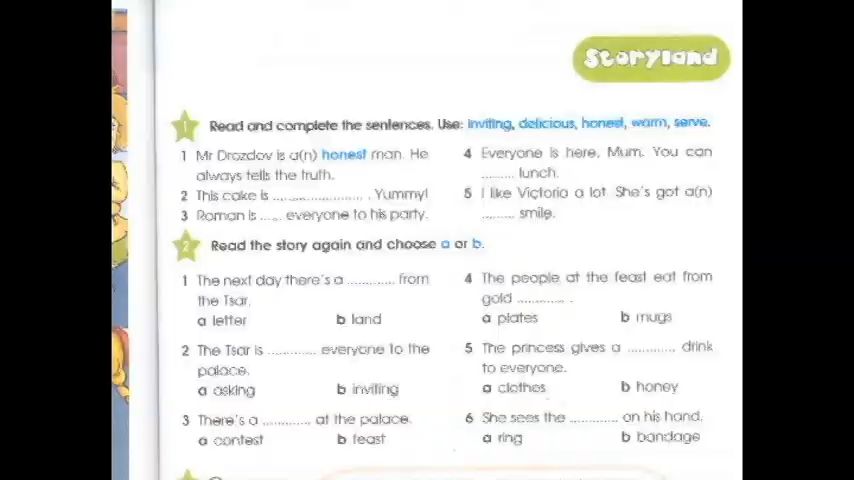 Storyland
1 Read and complete the sentences. Use: inviting, delicious, honest, warm, serve.
1 Mr Drozdov is a(n) honest man. He
always tells the truth.
2 This cake is ..................... . Yummy!
3 Roman is ...... everyone to his party.
4 Everyone is here, Mum. You can
......... lunch.
5 I like Victoria a lot. She's got a(n)
......... smile.
2 Read the story again and choose a or b.
1 The next day there's a ............ from
the Tsar.
a letter b land
2 The Tsar is ............ everyone to the
palace.
a asking b inviting
3 There's a ............ at the palace.
a contest b feast
4 The people at the feast eat from
gold ............ .
a plates b mugs
5 The princess gives a ............ drink
to everyone.
a clothes b honey
6 She sees the ............ on his hand.
a ring b bandage